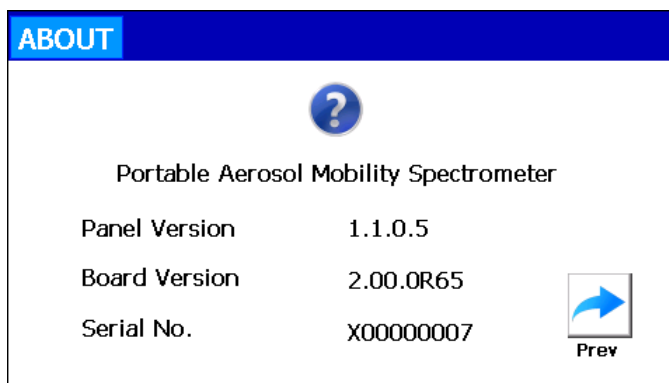 ABOUT
?
Portable Aerosol Mobility Spectrometer
Panel Version 1.1.0.5
Board Version 2.00.0R65
Serial No. X00000007
Prev